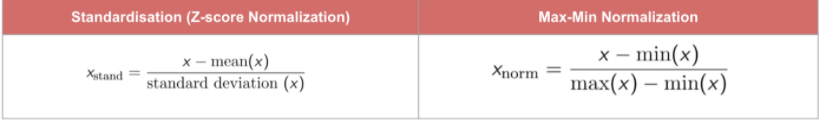 Standardisation (Z-score Normalization)
Max-Min Normalization
x_stand = (x − mean(x)) / (standard deviation (x))
x_norm = (x − min(x)) / (max(x) − min(x))